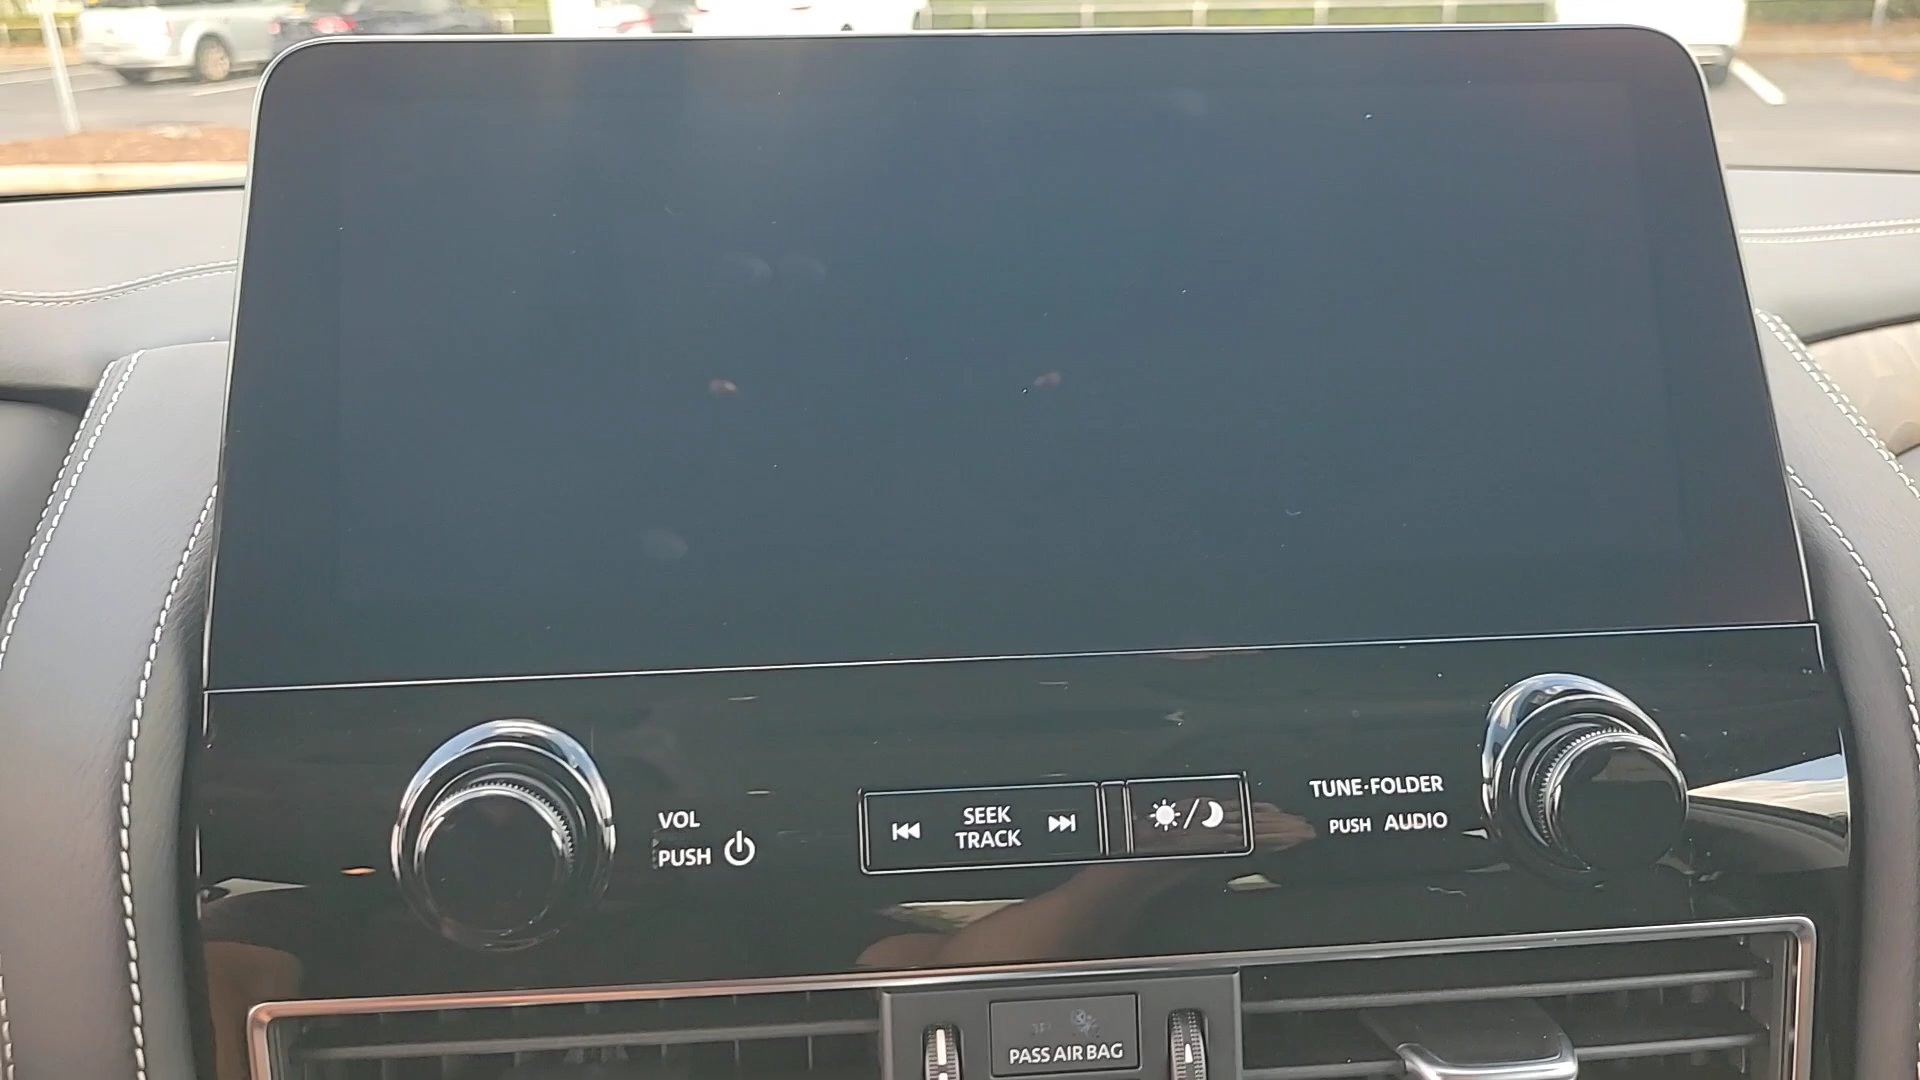 VOL
PUSH
SEEK
TRACK
TUNE·FOLDER
PUSH AUDIO
PASS AIR BAG